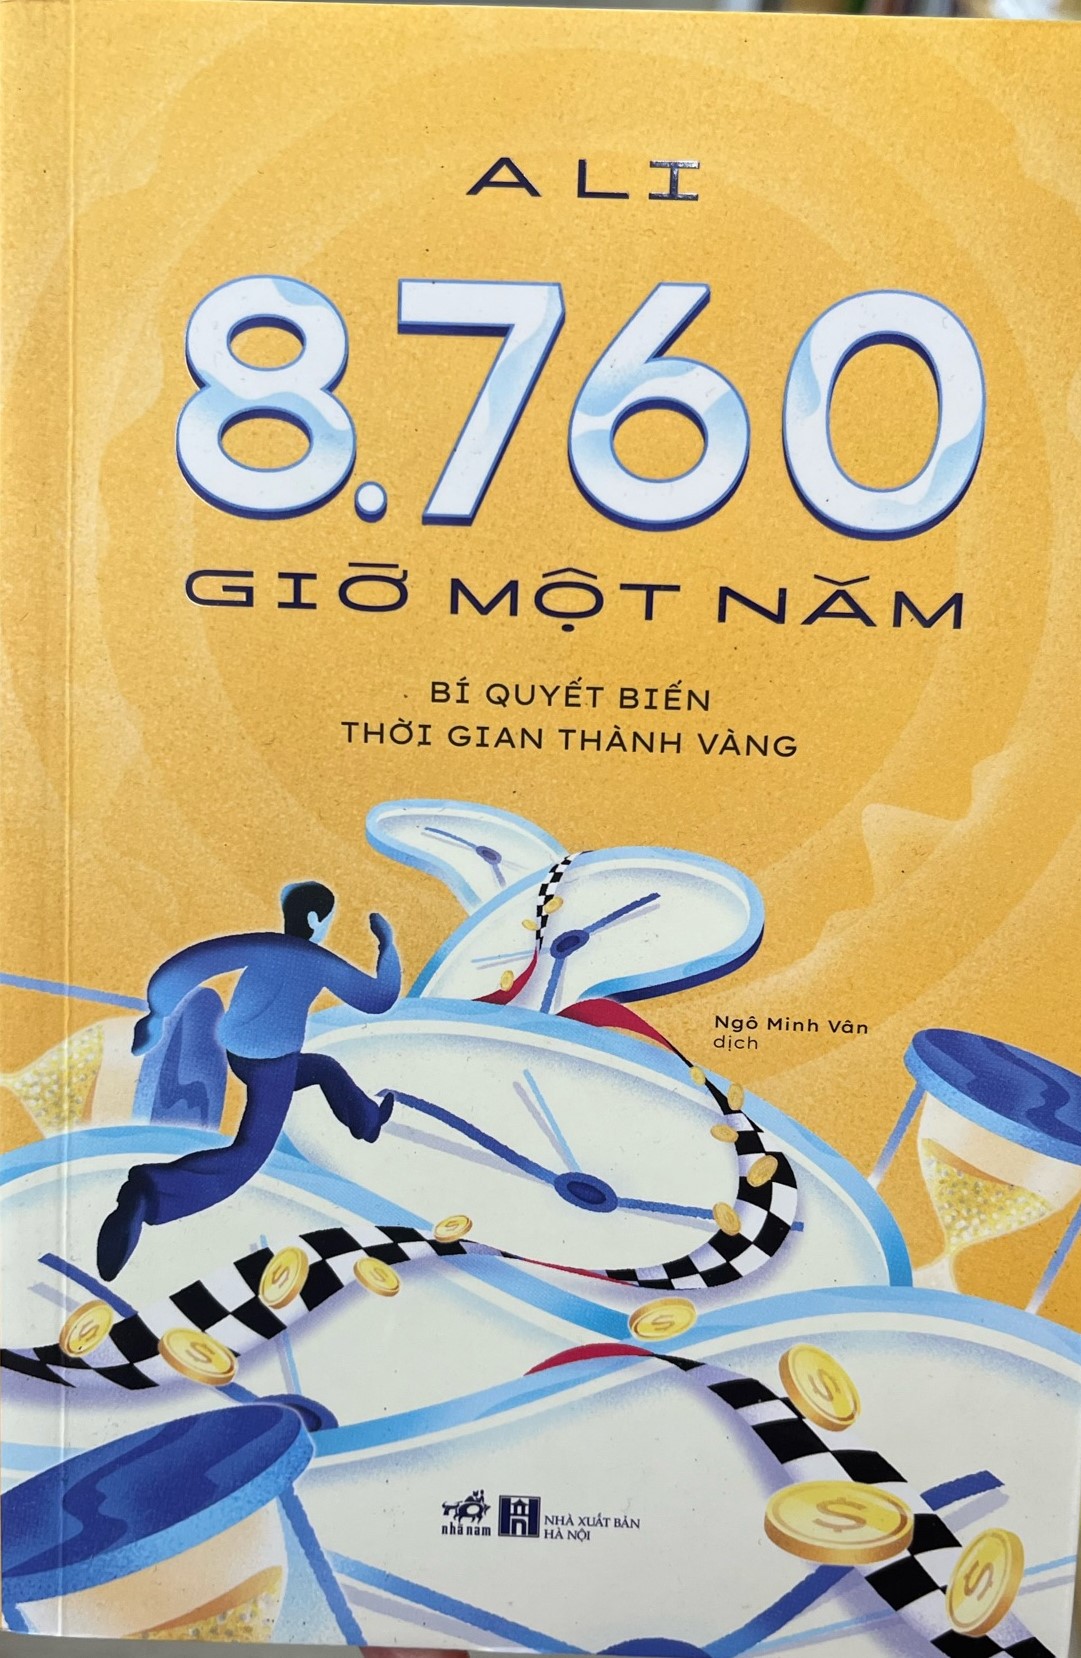 ALI
8.760
GIỜ MỘT NĂM
BÍ QUYẾT BIẾN
THỜI GIAN THÀNH VÀNG
Ngô Minh Vân
dịch
nhã nam
NHÀ XUẤT BẢN
HÀ NỘI